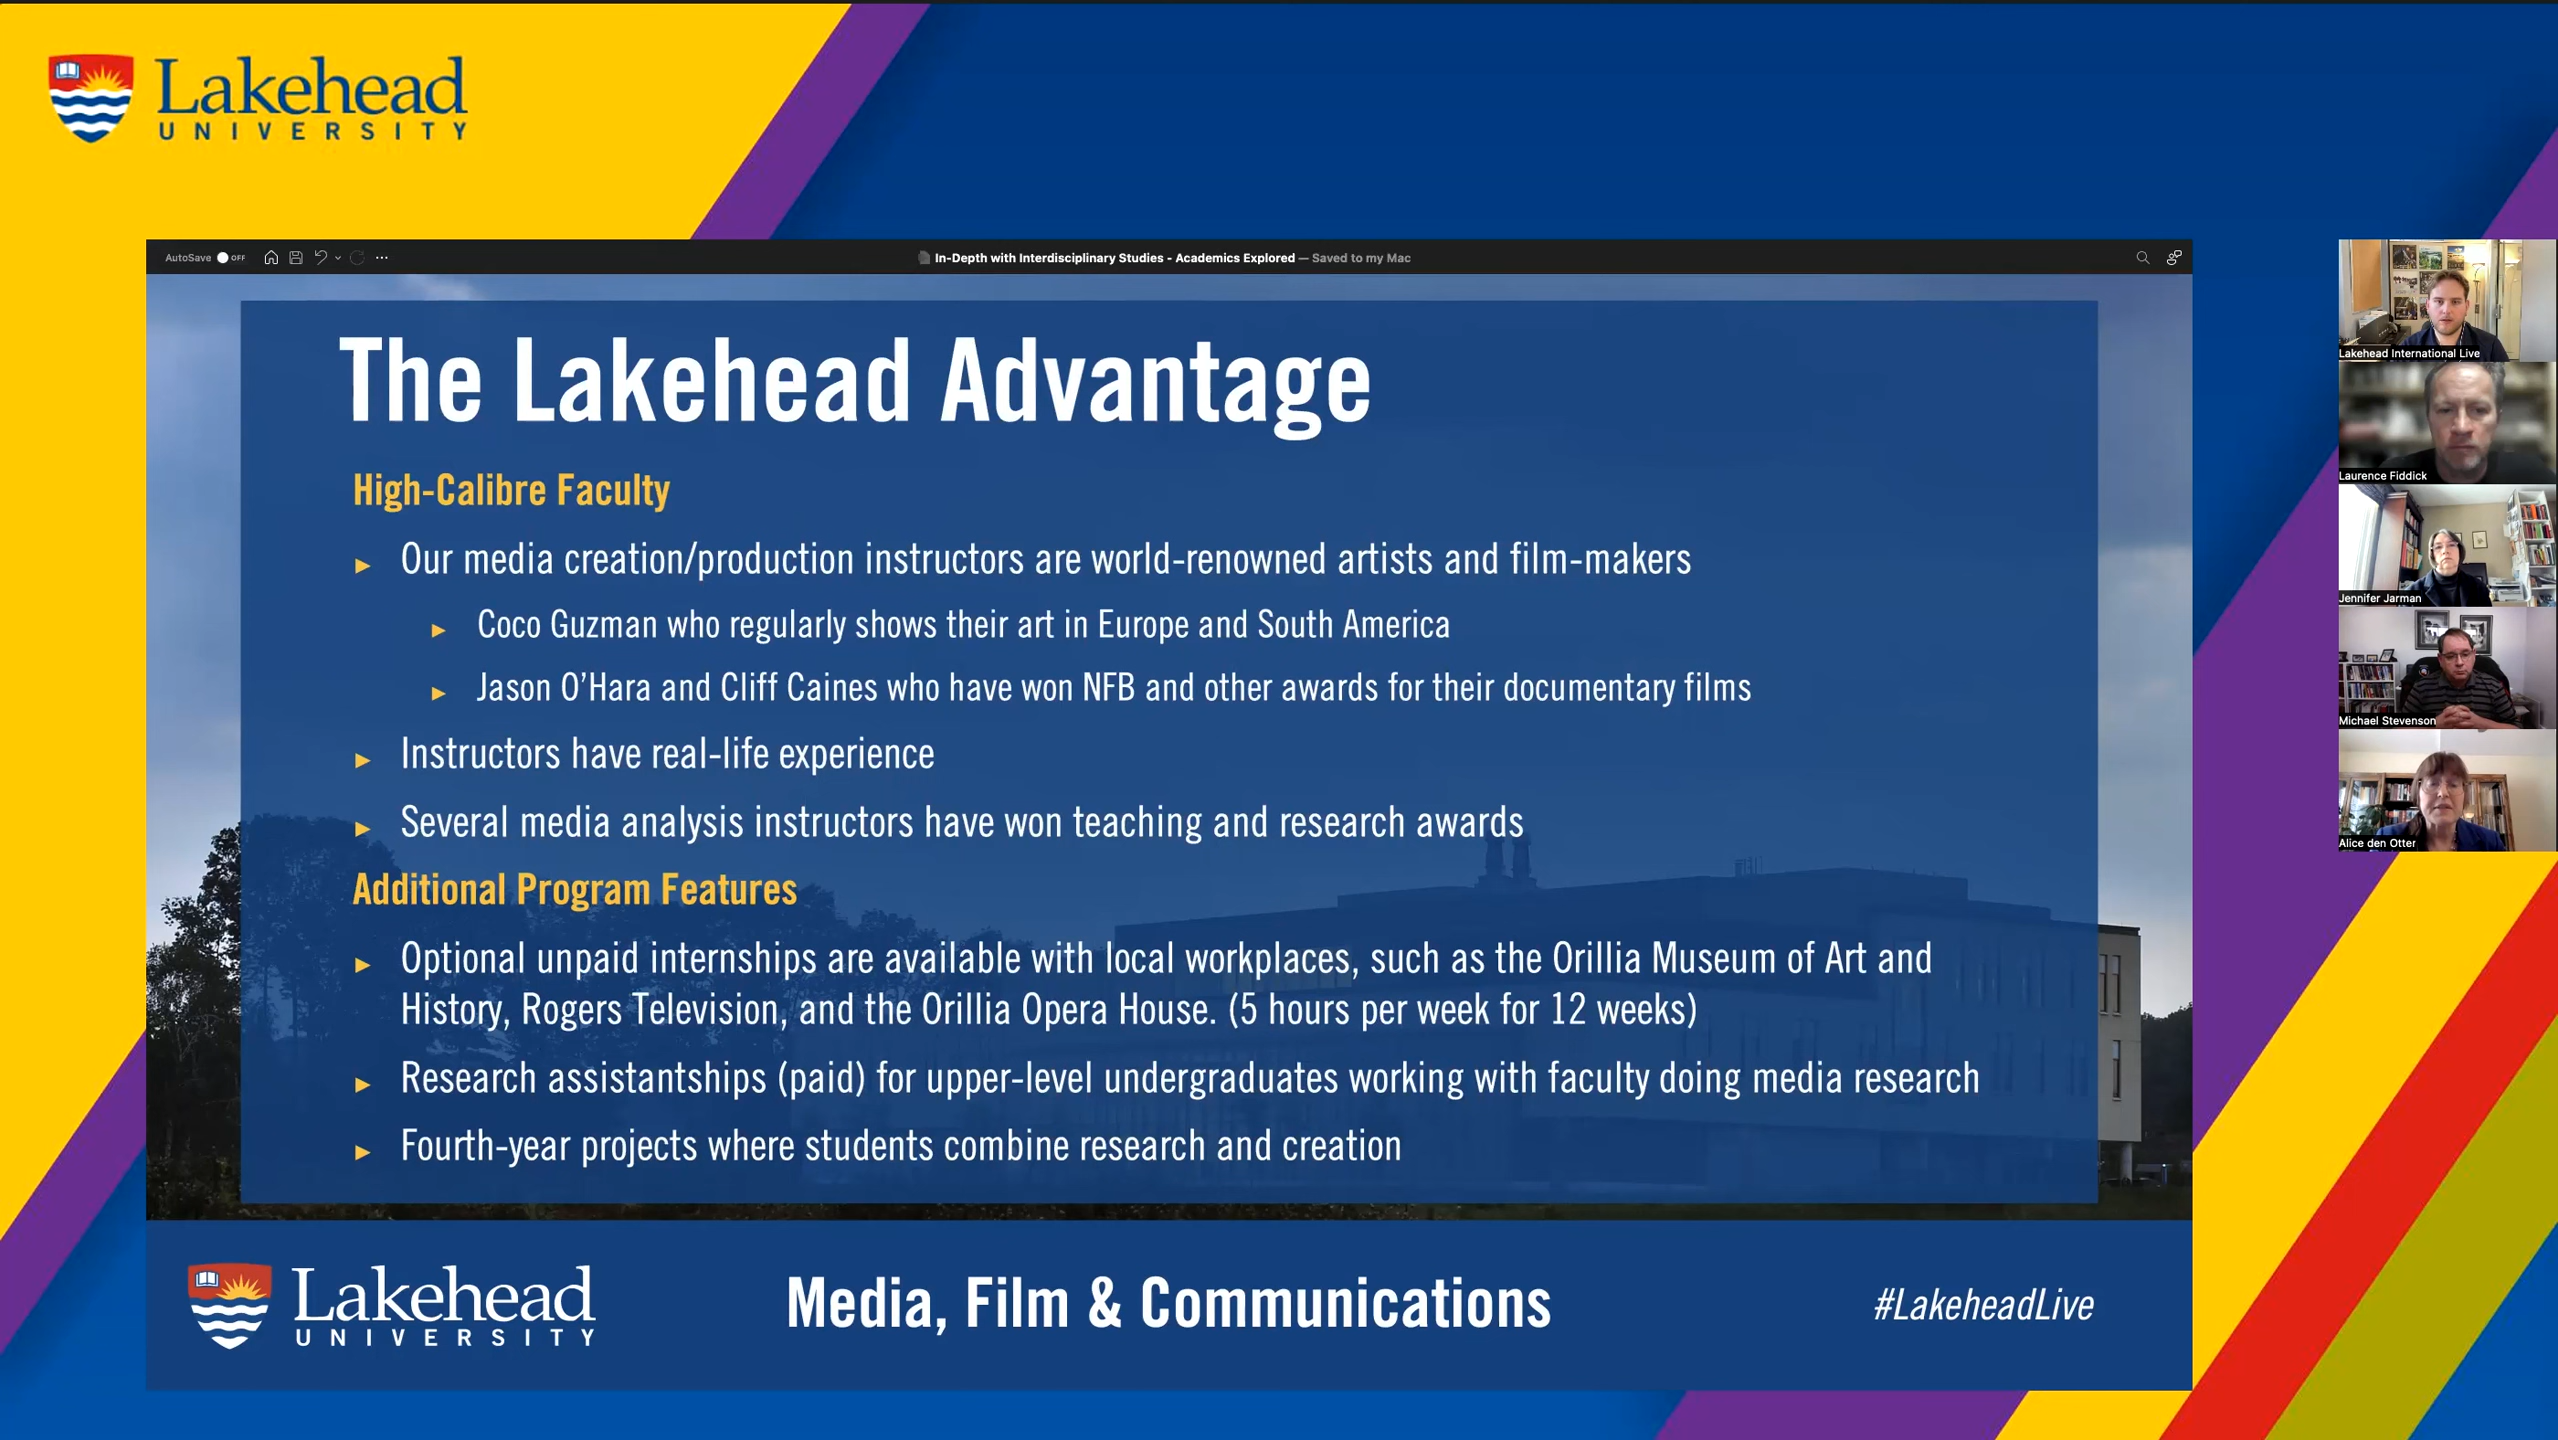 Lakehead
UNIVERSITY
AutoSave OFF
In-Depth with Interdisciplinary Studies - Academics Explored — Saved to my Mac
The Lakehead Advantage
High-Calibre Faculty
Our media creation/production instructors are world-renowned artists and film-makers
Coco Guzman who regularly shows their art in Europe and South America
Jason O'Hara and Cliff Caines who have won NFB and other awards for their documentary films
Instructors have real-life experience
Several media analysis instructors have won teaching and research awards
Additional Program Features
Optional unpaid internships are available with local workplaces, such as the Orillia Museum of Art and
History, Rogers Television, and the Orillia Opera House. (5 hours per week for 12 weeks)
Research assistantships (paid) for upper-level undergraduates working with faculty doing media research
Fourth-year projects where students combine research and creation
Lakehead
UNIVERSITY
Media, Film & Communications
#LakeheadLive
Lakehead International Live
Laurence Fiddick
Jennifer Jarman
Michael Stevenson
Alice den Otter